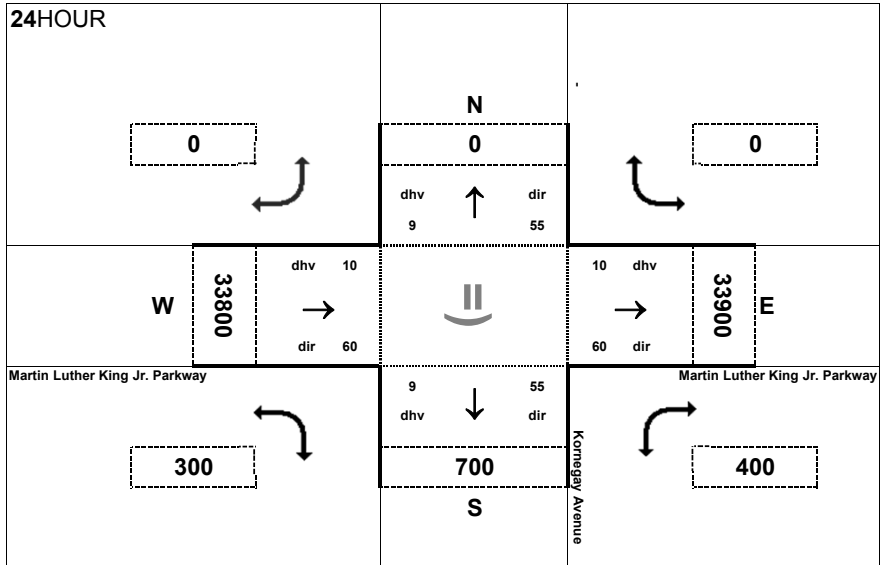 24HOUR
N
0
0
0
dhv
dir
9
55
dhv 10
10 dhv
W
33800
33900
E
dir 60
60 dir
Martin Luther King Jr. Parkway
Martin Luther King Jr. Parkway
9
55
dhv
dir
300
700
400
S
Kornegay Avenue